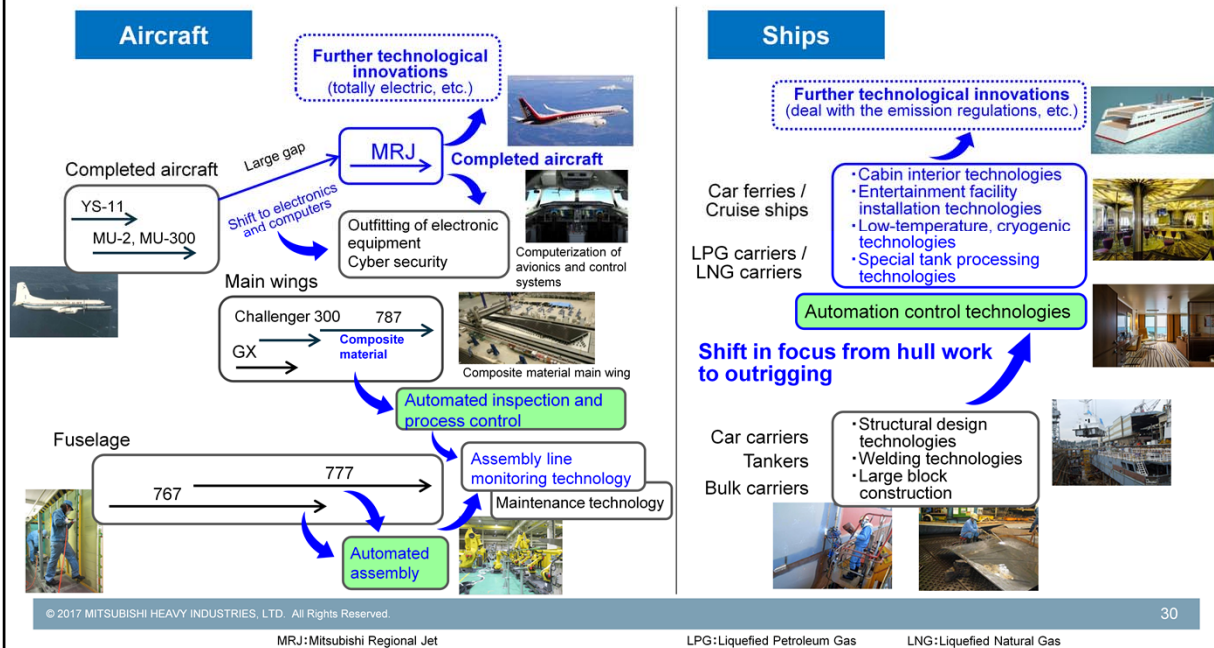 Aircraft
Further technological
innovations
(totally electric, etc.)
Large gap
MRJ
Completed aircraft
Completed aircraft
YS-11
MU-2, MU-300
Shift to electronics
and computers
Outfitting of electronic
equipment
Cyber security
Computerization of
avionics and control
systems
Main wings
Challenger 300
787
Composite
material
GX
Composite material main wing
Automated inspection and
process control
Fuselage
777
767
Assembly line
monitoring technology
Maintenance technology
Automated
assembly
Ships
Further technological innovations
(deal with the emission regulations, etc.)
Car ferries /
Cruise ships
LPG carriers /
LNG carriers
・Cabin interior technologies
・Entertainment facility
installation technologies
・Low-temperature, cryogenic
technologies
・Special tank processing
technologies
Automation control technologies
Shift in focus from hull work
to outrigging
Car carriers
Tankers
Bulk carriers
・Structural design
technologies
・Welding technologies
・Large block
construction
© 2017 MITSUBISHI HEAVY INDUSTRIES, LTD. All Rights Reserved.
30
MRJ：Mitsubishi Regional Jet
LPG：Liquefied Petroleum Gas
LNG：Liquefied Natural Gas